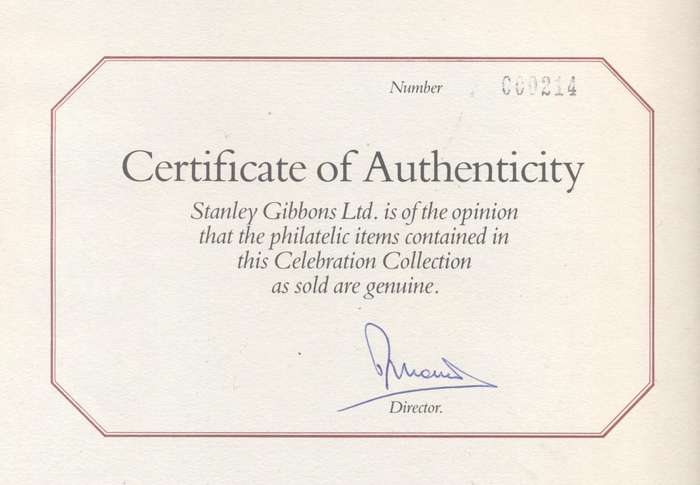 Number 000214
Certificate of Authenticity
Stanley Gibbons Ltd. is of the opinion
that the philatelic items contained in
this Celebration Collection
as sold are genuine.
Director.